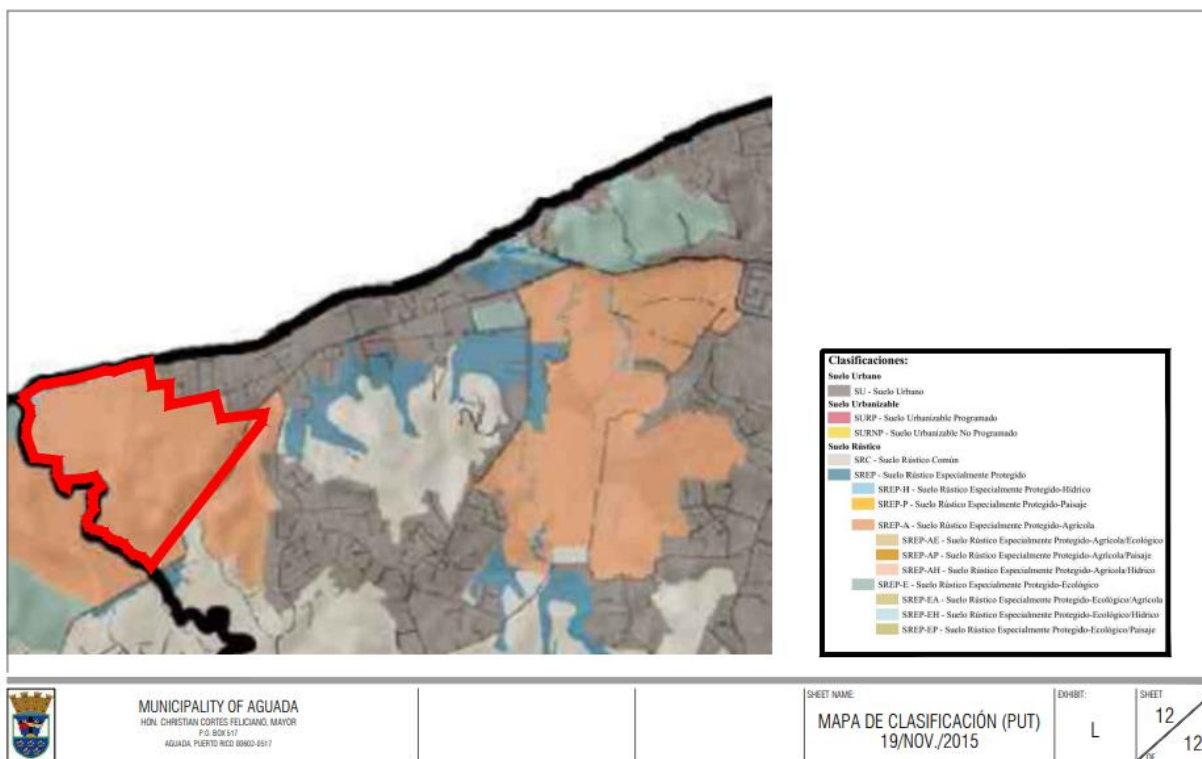 Clasificaciones:
Suelo Urbano
SU - Suelo Urbano
Suelo Urbanizable
SURP - Suelo Urbanizable Programado
SURNP - Suelo Urbanizable No Programado
Suelo Rústico
SRC - Suelo Rústico Común
SREP - Suelo Rústico Especialmente Protegido
SREP-H - Suelo Rústico Especialmente Protegido-Hídrico
SREP-P - Suelo Rústico Especialmente Protegido-Paisaje
SREP-A - Suelo Rústico Especialmente Protegido-Agrícola
SREP-AE - Suelo Rústico Especialmente Protegido-Agrícola/Ecológico
SREP-AP - Suelo Rústico Especialmente Protegido-Agrícola/Paisaje
SREP-AH - Suelo Rústico Especialmente Protegido-Agrícola/Hídrico
SREP-E - Suelo Rústico Especialmente Protegido-Ecológico
SREP-EA - Suelo Rústico Especialmente Protegido-Ecológico/Agrícola
SREP-EH - Suelo Rústico Especialmente Protegido-Ecológico/Hídrico
SREP-EP - Suelo Rústico Especialmente Protegido-Ecológico/Paisaje
MUNICIPALITY OF AGUADA
HON. CHRISTIAN CORTES FELICIANO, MAYOR
P.O. BOX 517
AGUADA, PUERTO RICO 00602-0517
SHEET NAME:
MAPA DE CLASIFICACIÓN (PUT)
19/NOV./2015
EXHIBIT:
L
SHEET
12
OF
12